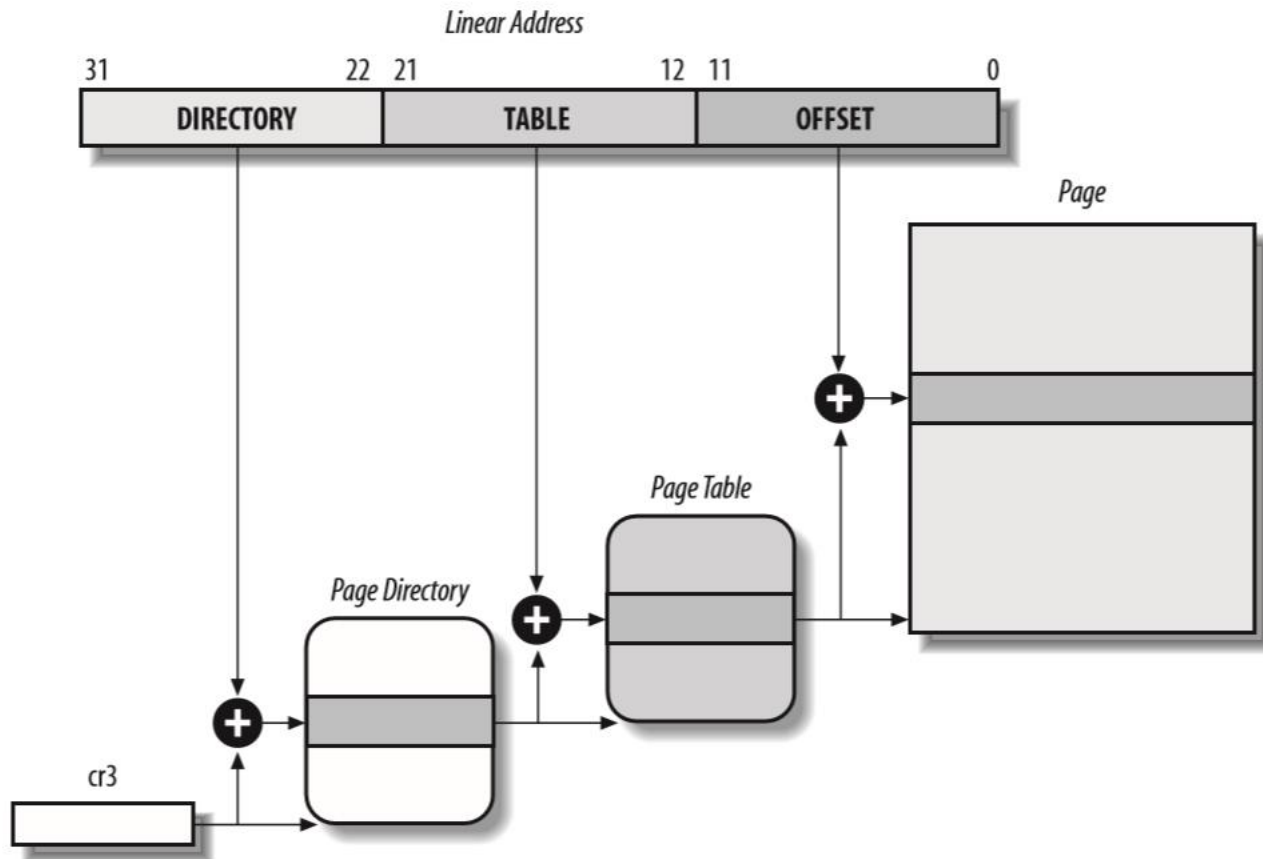 Linear Address
31 22 21 12 11 0
DIRECTORY TABLE OFFSET
Page
Page Table
Page Directory
cr3